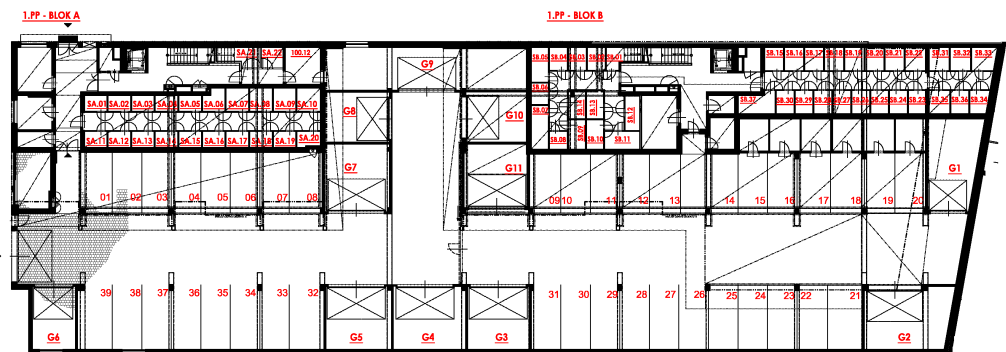 1.PP - BLOK A
1.PP - BLOK B
SA.21 SA.22 100.12
SB.05 SB.04 SB.03 SB.01
SB.15 SB.16 SB.17 SB.18 SB.19 SB.20 SB.21 SB.22 SB.31 SB.32 SB.33
G9
SB.06
SA.01 SA.02 SA.03 SA.04 SA.05 SA.06 SA.07 SA.08 SA.09 SA.10
G8
G10
SB.07 SB.14 SB.13 SB.12
SB.37 SB.30 SB.29 SB.28 SB.27 SB.25 SB.24 SB.23 SB.35 SB.36 SB.34
SA.11 SA.12 SA.13 SA.14 SA.15 SA.16 SA.17 SA.18 SA.19 SA.20
SB.08 SB.09 SB.10 SB.11
G7
G11
G1
01 02 03 04 05 06 07 08
09 10 11 12 13 14 15 16 17 18 19 20
39 38 37 36 35 34 33 32
31 30 29 28 27 26 25 24 23 22 21
G6 G5 G4 G3 G2